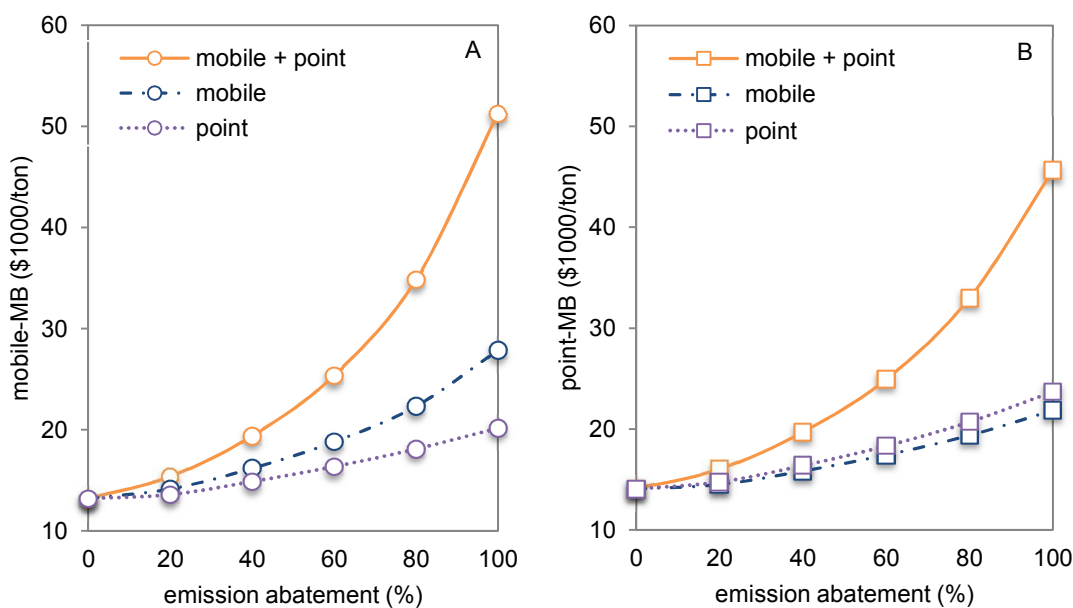 60
50
40
30
20
10
mobile-MB ($1000/ton)
A
mobile + point
mobile
point
0 20 40 60 80 100
emission abatement (%)
60
50
40
30
20
10
point-MB ($1000/ton)
B
mobile + point
mobile
point
0 20 40 60 80 100
emission abatement (%)